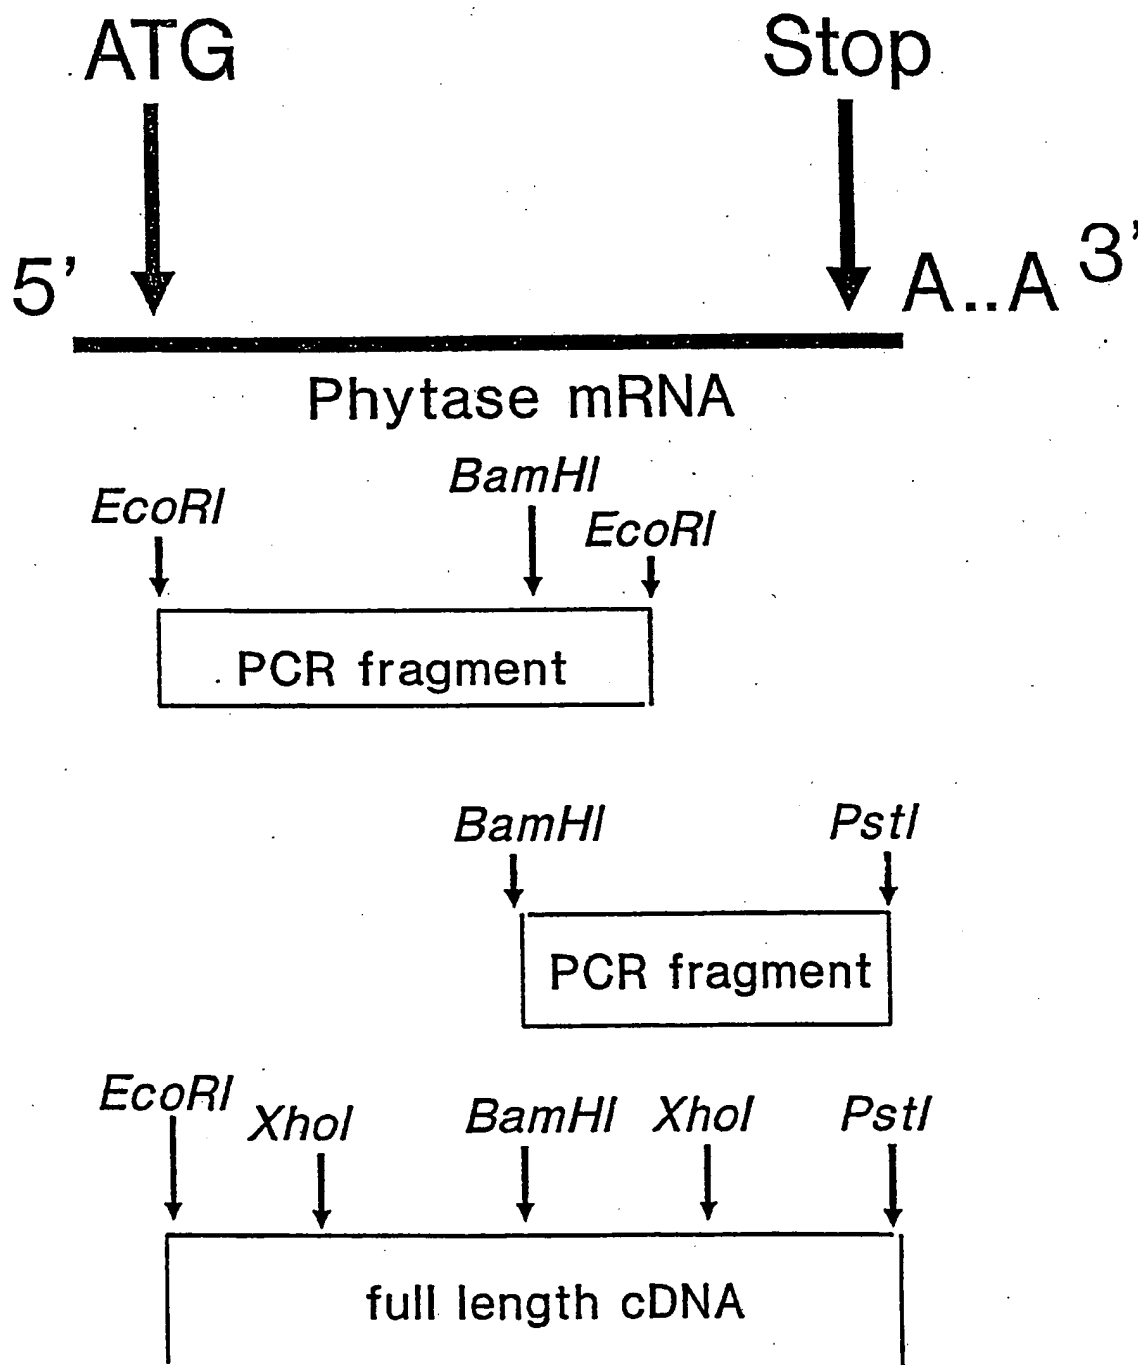 ATG Stop
5' A..A 3'
Phytase mRNA
EcoRI BamHI EcoRI
PCR fragment
BamHI PstI
PCR fragment
EcoRI XhoI BamHI XhoI PstI
full length cDNA